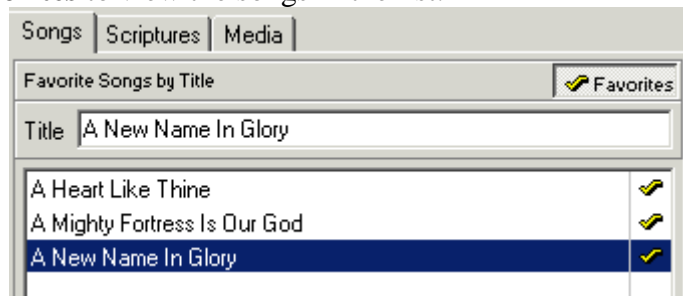 Songs Scriptures Media
Favorite Songs by Title Favorites
Title A New Name In Glory
A Heart Like Thine
A Mighty Fortress Is Our God
A New Name In Glory